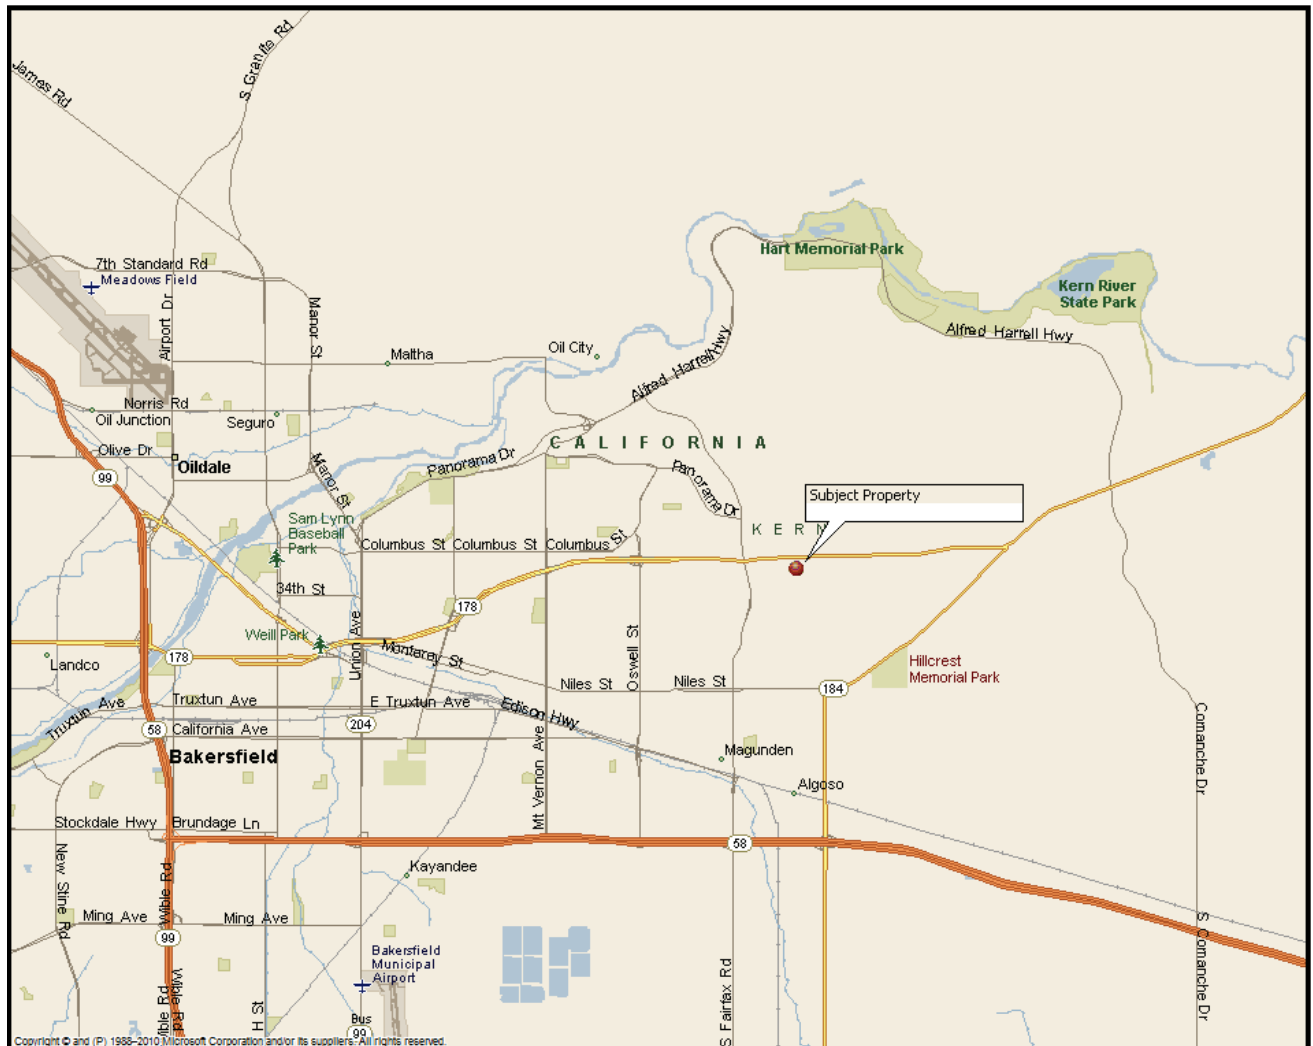 S Granite Rd
James Rd
7th Standard Rd
Meadows Field
Airport Dr
Manor St
Maltha
Oil City
Alfred Harrell Hwy
Hart Memorial Park
Kern River
State Park
Alfred Harrell Hwy
Norris Rd
Oil Junction
Seguro
Olive Dr
Oildale
99
Manor St
Panorama Dr
CALIFORNIA
Panorama Dr
Subject Property
KERN
Sam Lynn
Baseball
Park
Columbus St
Columbus St
Columbus St
34th St
178
Weill Park
Union Ave
Monterey St
Oswell St
Landco
178
Niles St
Niles St
184
Hillcrest
Memorial Park
Truxtun Ave
Truxtun Ave
E Truxtun Ave
Edison Hwy
204
58
California Ave
Bakersfield
Mt Vernon Ave
Magunden
Algoso
Comanche Dr
Stockdale Hwy
Brundage Ln
58
New Stine Rd
Wible Rd
Kayandee
Ming Ave
Ming Ave
99
Bakersfield
Municipal
Airport
Wible Rd
Wible Rd
H St
Bus
99
S Fairfax Rd
S Comanche Dr
Copyright © and (P) 1988–2010 Microsoft Corporation and/or its suppliers. All rights reserved.